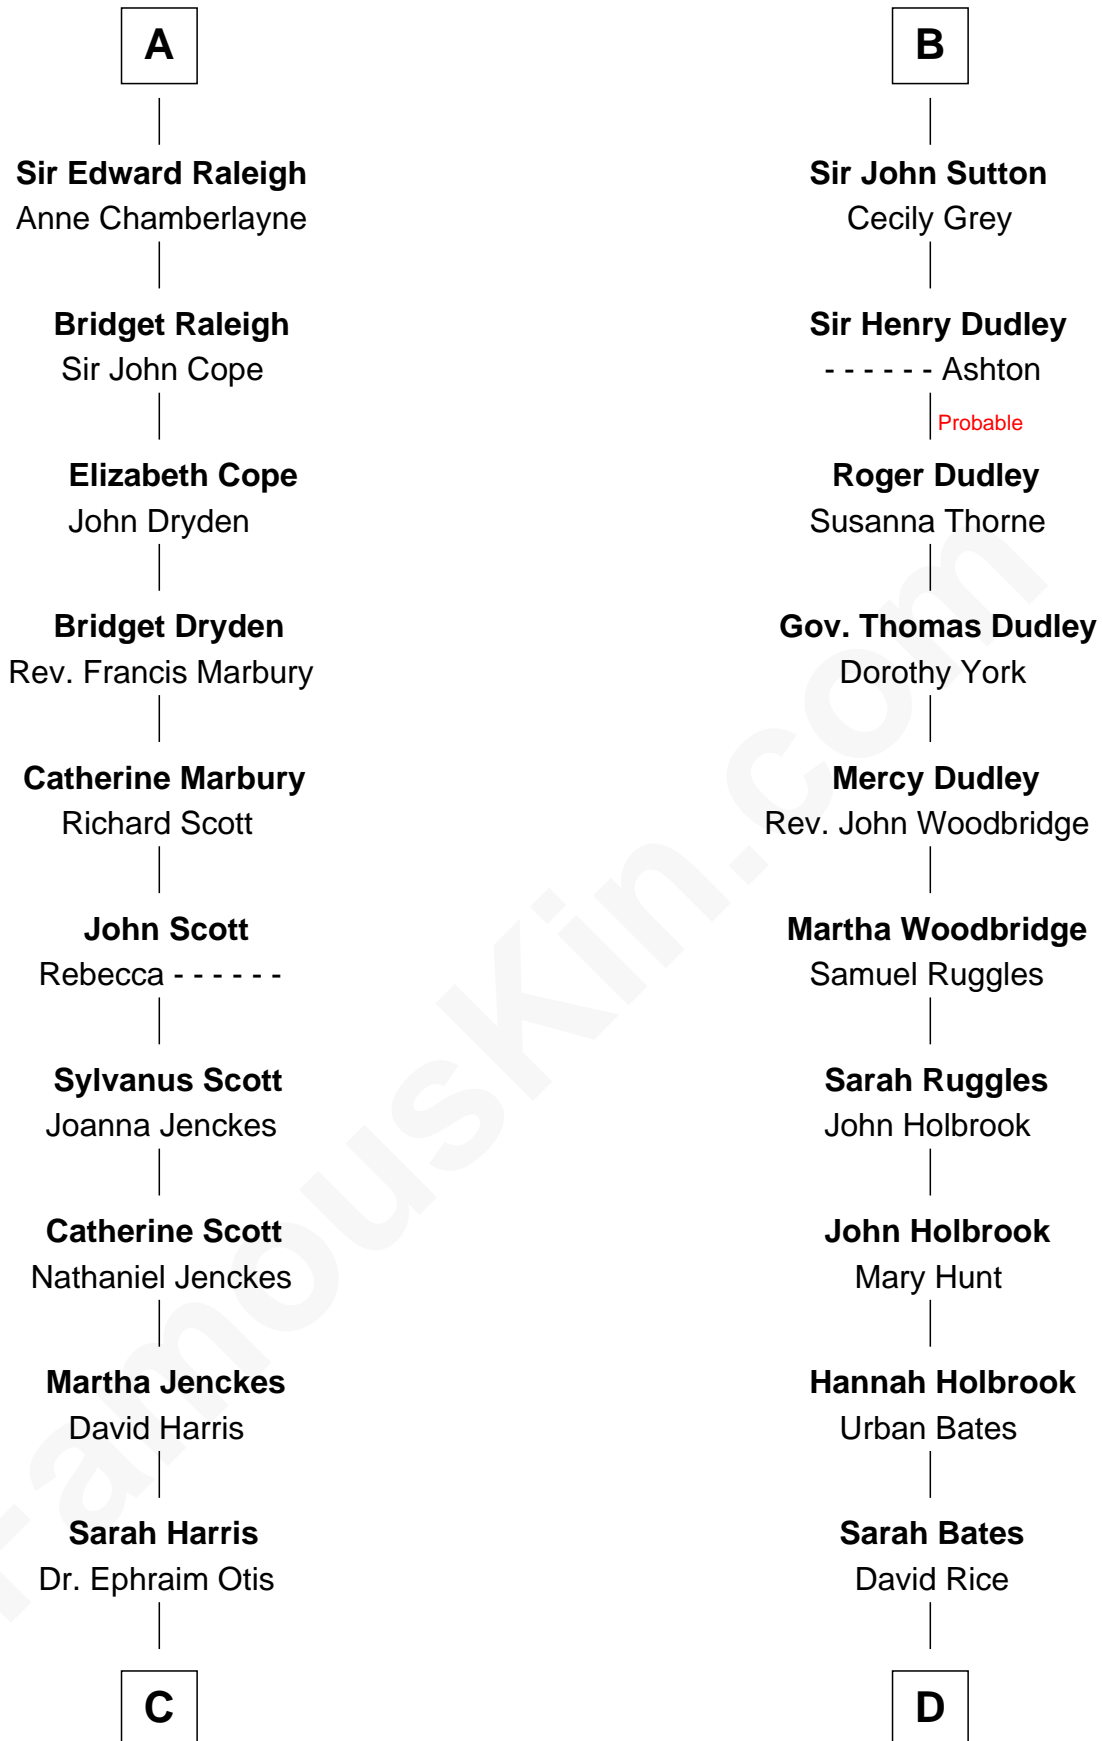 A
Sir Edward Raleigh
Anne Chamberlayne
Bridget Raleigh
Sir John Cope
Elizabeth Cope
John Dryden
Bridget Dryden
Rev. Francis Marbury
Catherine Marbury
Richard Scott
John Scott
Rebecca - - - - - -
Sylvanus Scott
Joanna Jenckes
Catherine Scott
Nathaniel Jenckes
Martha Jenckes
David Harris
Sarah Harris
Dr. Ephraim Otis
C
B
Sir John Sutton
Cecily Grey
Sir Henry Dudley
- - - - - - Ashton
Probable
Roger Dudley
Susanna Thorne
Gov. Thomas Dudley
Dorothy York
Mercy Dudley
Rev. John Woodbridge
Martha Woodbridge
Samuel Ruggles
Sarah Ruggles
John Holbrook
John Holbrook
Mary Hunt
Hannah Holbrook
Urban Bates
Sarah Bates
David Rice
D
FamousKin.com